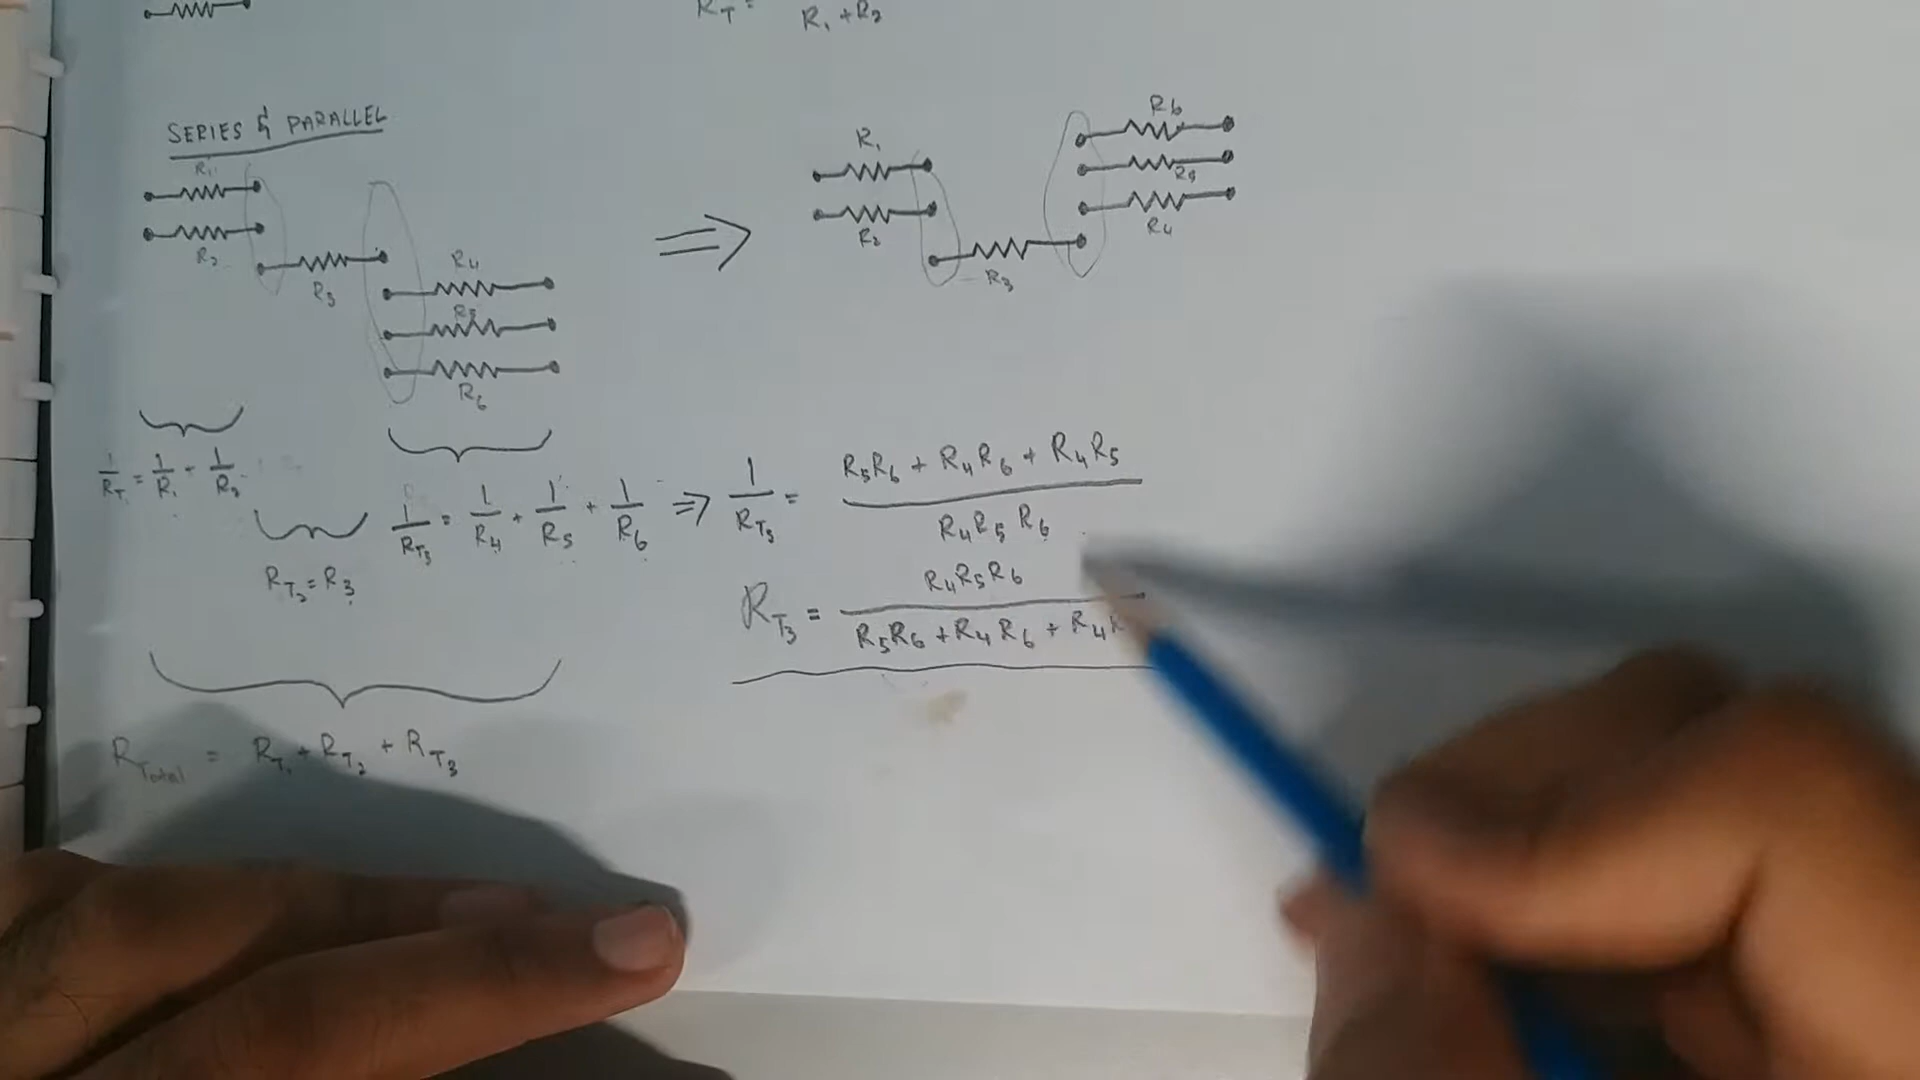 R_T =
R₁ + R₂
SERIES & PARALLEL
R₁
R₂
R₃
R₄
R₅
R₆
⇒
R₁
R₂
R₃
R₆
R₅
R₄
1/R_T₁ = 1/R₁ + 1/R₂
R_T₂ = R₃
1/R_T₃ = 1/R₄ + 1/R₅ + 1/R₆ ⇒ 1/R_T₃ = (R₅R₆ + R₄R₆ + R₄R₅)/(R₄R₅R₆)
R_T₃ = R₄R₅R₆/(R₅R₆ + R₄R₆ + R₄R
R_Total = R_T₁ + R_T₂ + R_T₃